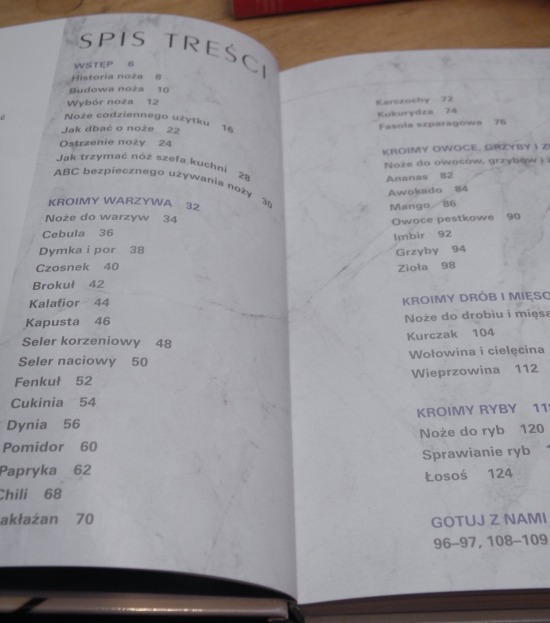 SPIS TREŚCI
WSTĘP 6
Historia noża 8
Budowa noża 10
Wybór noża 12
Noże codziennego użytku 16
Jak dbać o noże 22
Ostrzenie noży 24
Jak trzymać nóż szefa kuchni 28
ABC bezpiecznego używania noży 30
KROIMY WARZYWA 32
Noże do warzyw 34
Cebula 36
Dymka i por 38
Czosnek 40
Brokuł 42
Kalafior 44
Kapusta 46
Seler korzeniowy 48
Seler naciowy 50
Fenkuł 52
Cukinia 54
Dynia 56
Pomidor 60
Papryka 62
Chili 68
akłażan 70
Karczochy 72
Kukurydza 74
Fasola szparagowa 76
KROIMY OWOCE, GRZYBY I
Noże do owoców, grzybów i
Ananas 82
Awokado 84
Mango 86
Owoce pestkowe 90
Imbir 92
Grzyby 94
Zioła 98
KROIMY DRÓB I MIĘSO
Noże do drobiu i mięsa
Kurczak 104
Wołowina i cielęcina
Wieprzowina 112
KROIMY RYBY
Noże do ryb 120
Sprawianie ryb
Łosoś 124
GOTUJ Z NAMI
96–97, 108–109